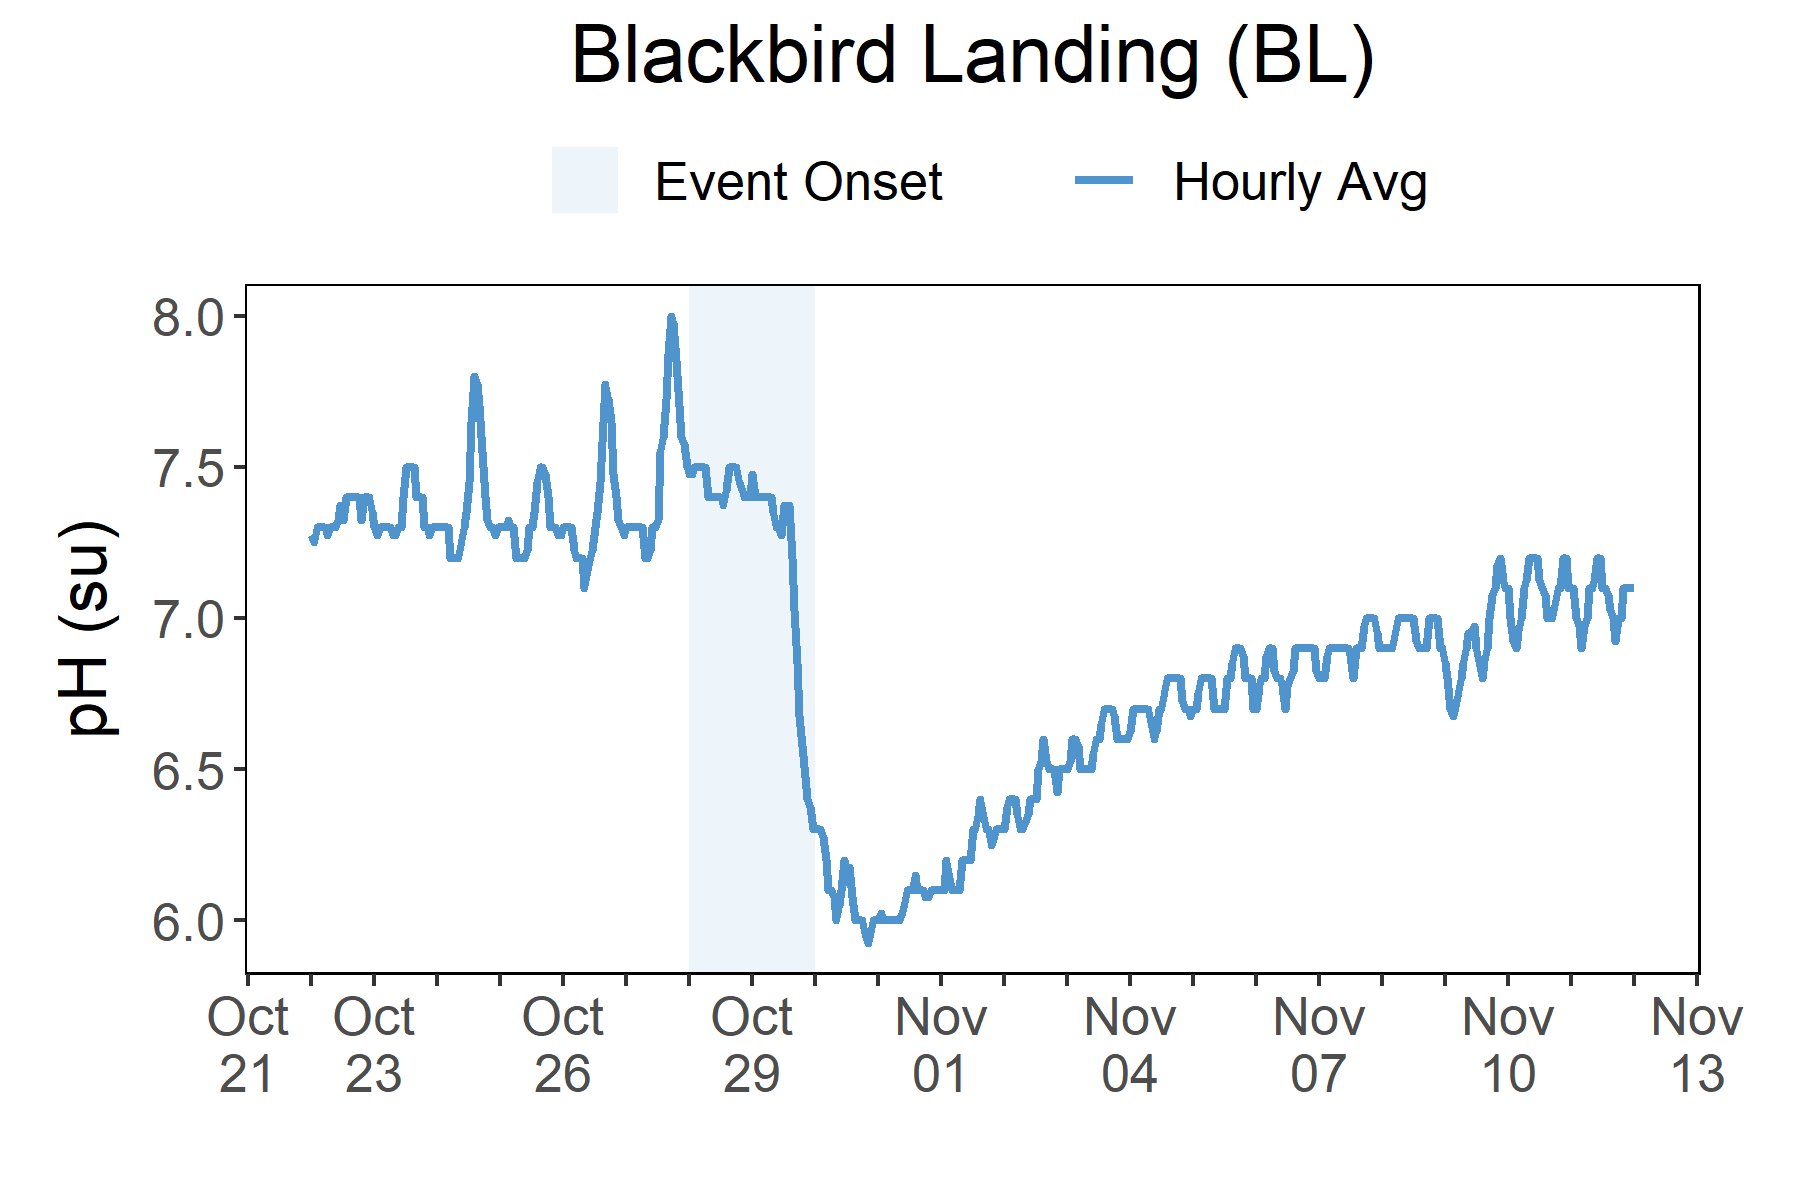 Blackbird Landing (BL)
Event Onset Hourly Avg
pH (su)
8.0
7.5
7.0
6.5
6.0
Oct Oct Oct Oct Nov Nov Nov Nov Nov
21 23 26 29 01 04 07 10 13